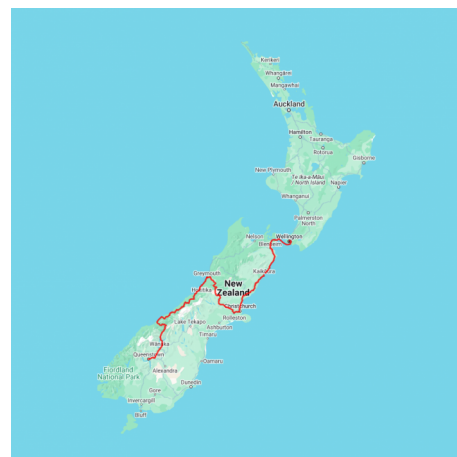 Kerikeri
Whangārei
Mangawhai
Auckland
Hamilton
Tauranga
Rotorua
Gisborne
New Plymouth
Te Ika-a-Māui
/ North Island
Napier
Whanganui
Palmerston
North
Nelson
Wellington
Blenheim
Kaikōura
Greymouth
Hokitika
New
Zealand
Christchurch
Rolleston
Lake Tekapo
Ashburton
Timaru
Wānaka
Queenstown
Oamaru
Fiordland
National Park
Alexandra
Dunedin
Gore
Invercargill
Bluff